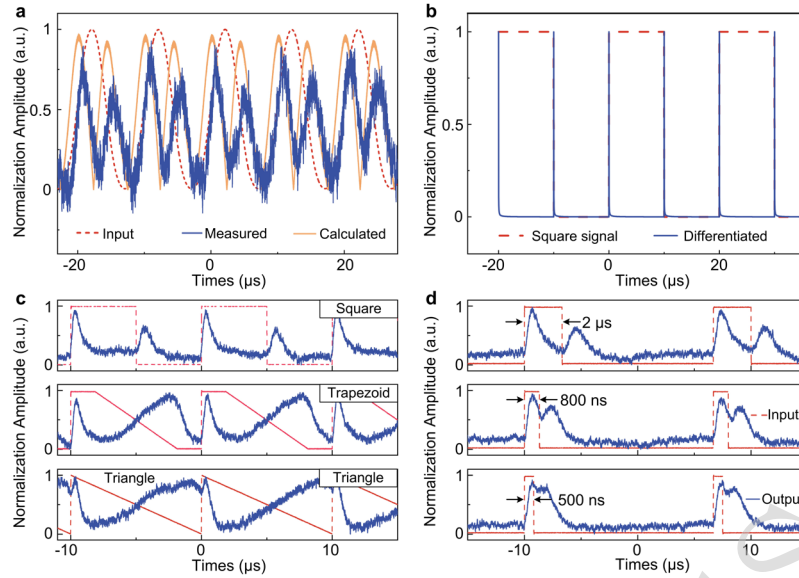 a
Normalization Amplitude (a.u.)
1
0.5
0
Input
Measured
Calculated
-20
0
20
Times (µs)
b
Normalization Amplitude (a.u.)
1
0.5
0
Square signal
Differentiated
-20
0
20
Times (µs)
c
Normalization Amplitude (a.u.)
1
0
Square
1
0
Trapezoid
1
0
Triangle
Triangle
-10
0
10
Times (µs)
d
Normalization Amplitude (a.u.)
1
0
2 µs
1
0
800 ns
Input
1
0
500 ns
Output
-10
0
10
Times (µs)